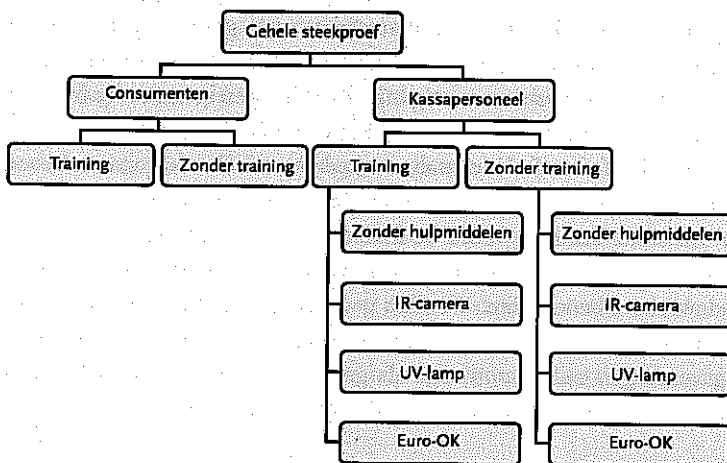 Gehele steekproef
Consumenten
Kassapersoneel
Training
Zonder training
Training
Zonder training
Zonder hulpmiddelen
Zonder hulpmiddelen
IR-camera
IR-camera
UV-lamp
UV-lamp
Euro-OK
Euro-OK